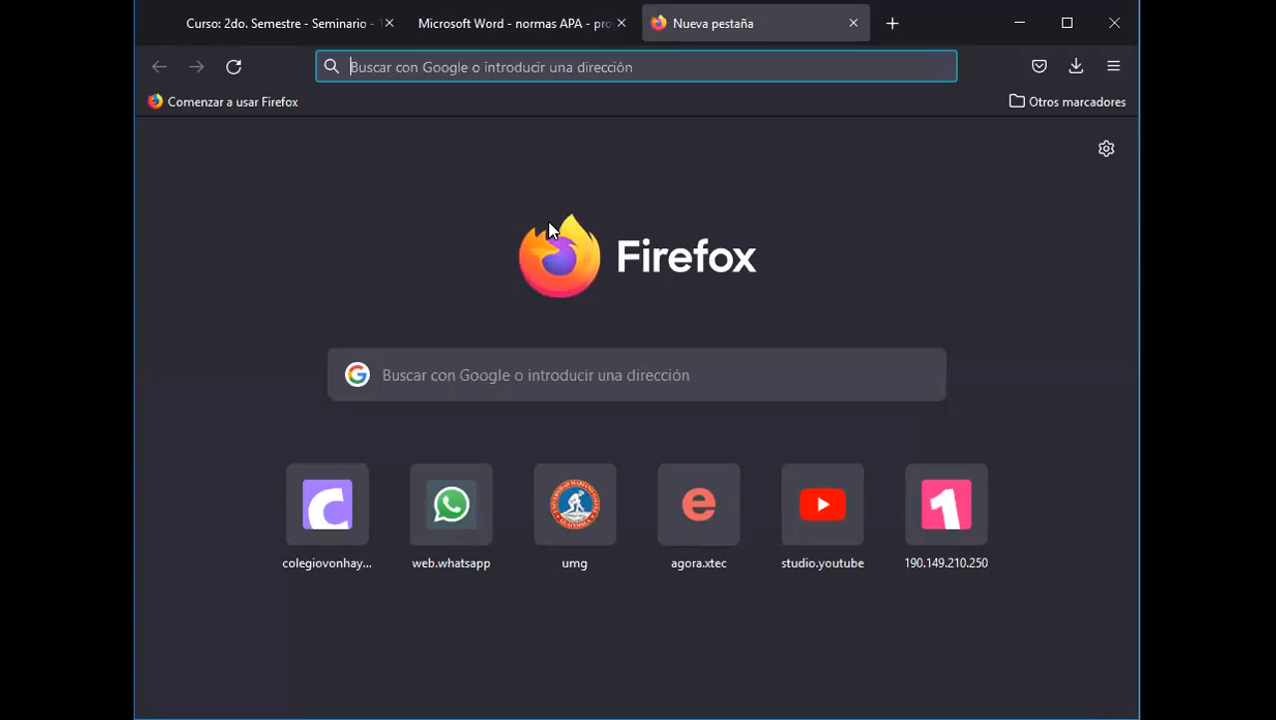 Curso: 2do. Semestre - Seminario -
Microsoft Word - normas APA - pro
Nueva pestaña
Buscar con Google o introducir una dirección
Comenzar a usar Firefox
Otros marcadores
Firefox
Buscar con Google o introducir una dirección
colegiovonhay...
web.whatsapp
umg
agora.xtec
studio.youtube
190.149.210.250